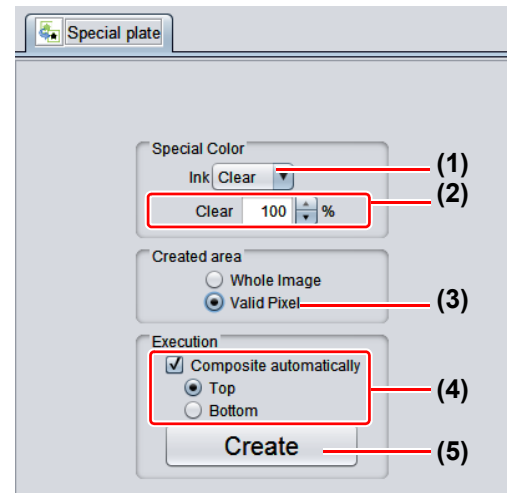 Special plate
Special Color
Ink Clear (1)
Clear 100 % (2)
Created area
Whole Image
Valid Pixel (3)
Execution
Composite automatically
Top (4)
Bottom
Create (5)